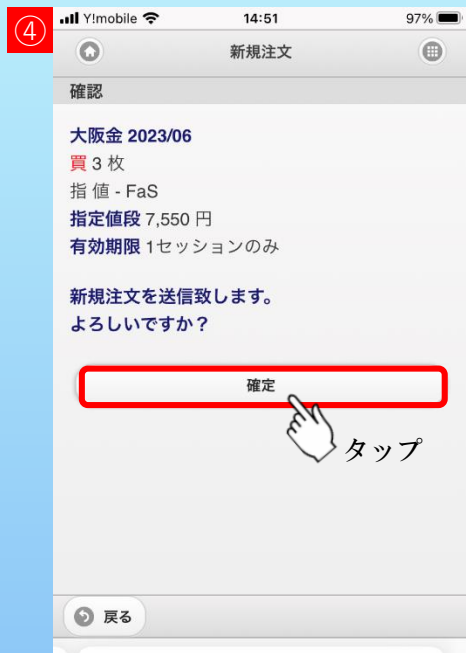 ④
Y!mobile 14:51 97%
新規注文
確認
大阪金 2023/06
買 3 枚
指 値 - FaS
指定値段 7,550 円
有効期限 1セッションのみ
新規注文を送信致します。
よろしいですか？
確定
タップ
戻る